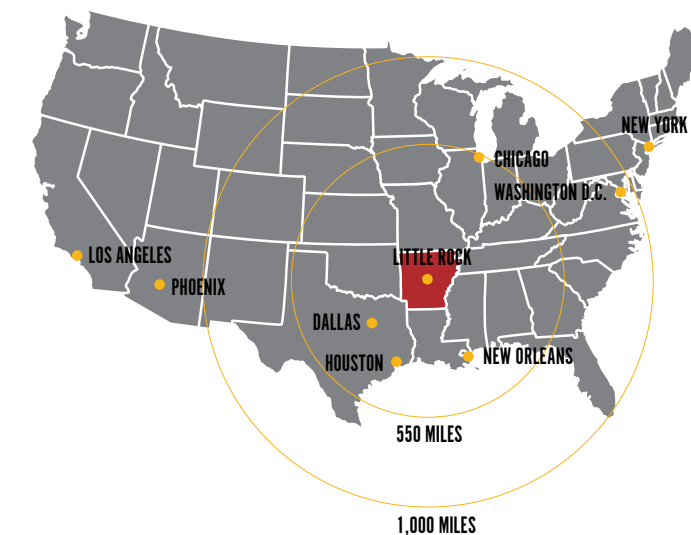 NEW YORK
CHICAGO
WASHINGTON D.C.
LOS ANGELES
LITTLE ROCK
PHOENIX
DALLAS
HOUSTON
NEW ORLEANS
550 MILES
1,000 MILES